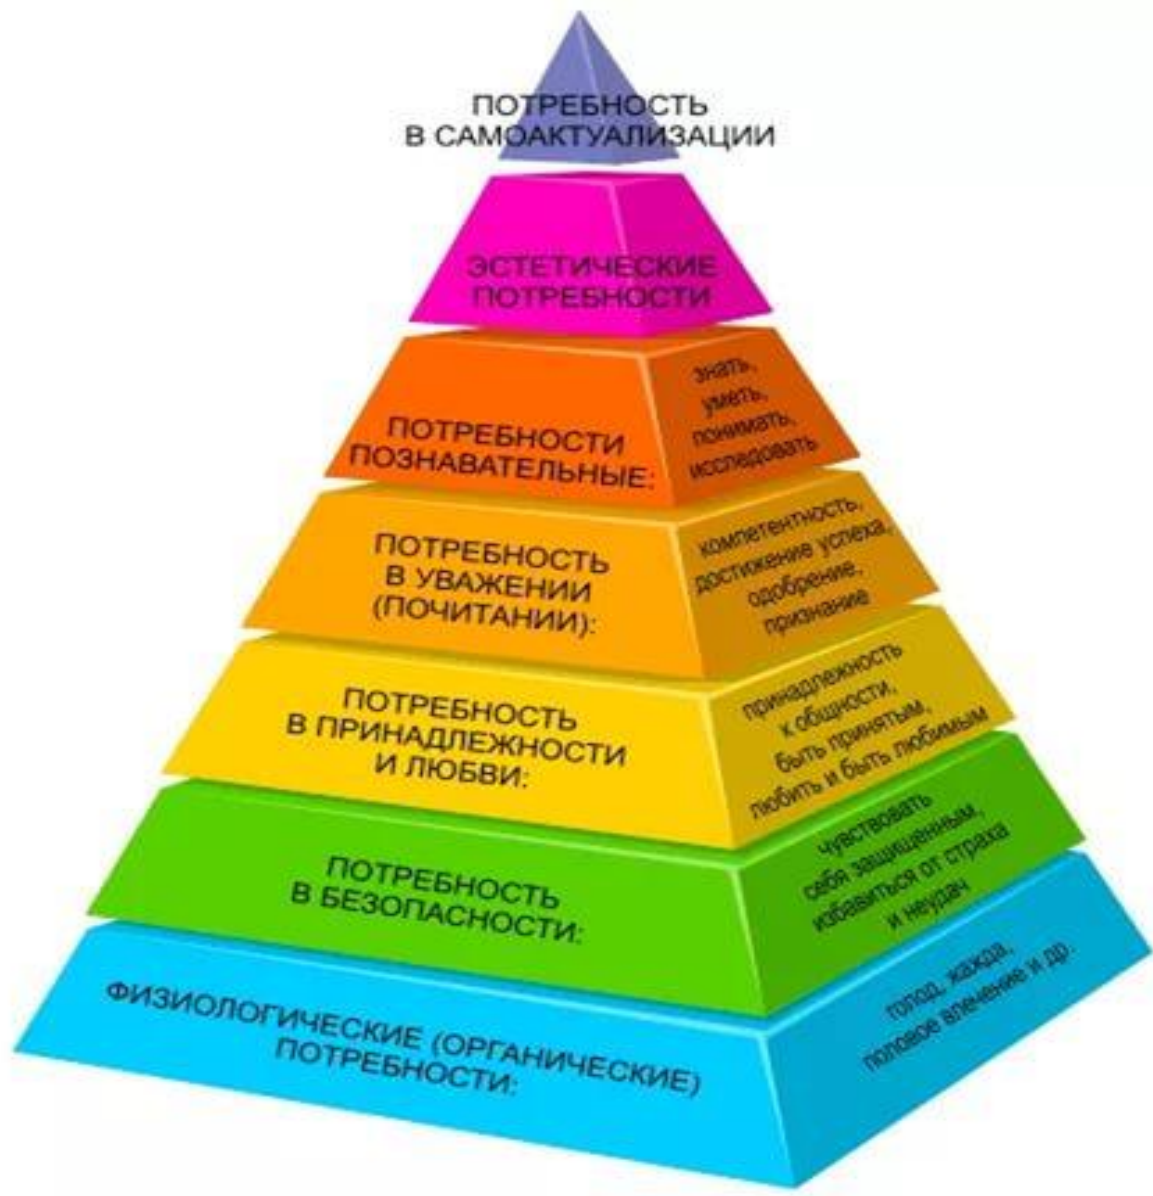 ПОТРЕБНОСТЬ
В САМОАКТУАЛИЗАЦИИ
ЭСТЕТИЧЕСКИЕ
ПОТРЕБНОСТИ
ПОТРЕБНОСТИ
ПОЗНАВАТЕЛЬНЫЕ:
знать,
уметь,
понимать,
исследовать
ПОТРЕБНОСТЬ
В УВАЖЕНИИ
(ПОЧИТАНИИ):
компетентность,
достижение успеха,
одобрение,
признание
ПОТРЕБНОСТЬ
В ПРИНАДЛЕЖНОСТИ
И ЛЮБВИ:
принадлежность
к общности,
быть принятым,
любить и быть любимым
ПОТРЕБНОСТЬ
В БЕЗОПАСНОСТИ:
чувствовать
себя защищенным,
избавиться от страха
и неудач
ФИЗИОЛОГИЧЕСКИЕ (ОРГАНИЧЕСКИЕ)
ПОТРЕБНОСТИ:
голод, жажда,
половое влечение и др.